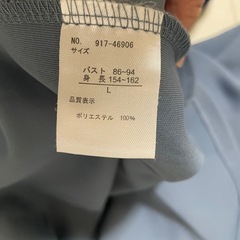 NO. 917-46906
サイズ
バスト 86-94
身 長 154-162
L
品質表示
ポリエステル 100%